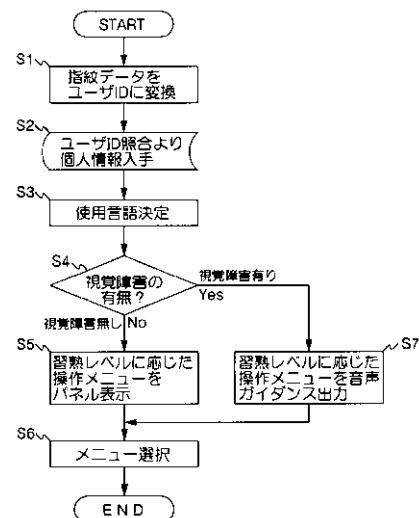 START
S1
指紋データを
ユーザIDに変換
S2
ユーザID照合より
個人情報入手
S3
使用言語決定
S4
視覚障害の
有無？
視覚障害有り
Yes
視覚障害無し No
S5
習熟レベルに応じた
操作メニューを
パネル表示
S7
習熟レベルに応じた
操作メニューを音声
ガイダンス出力
S6
メニュー選択
END